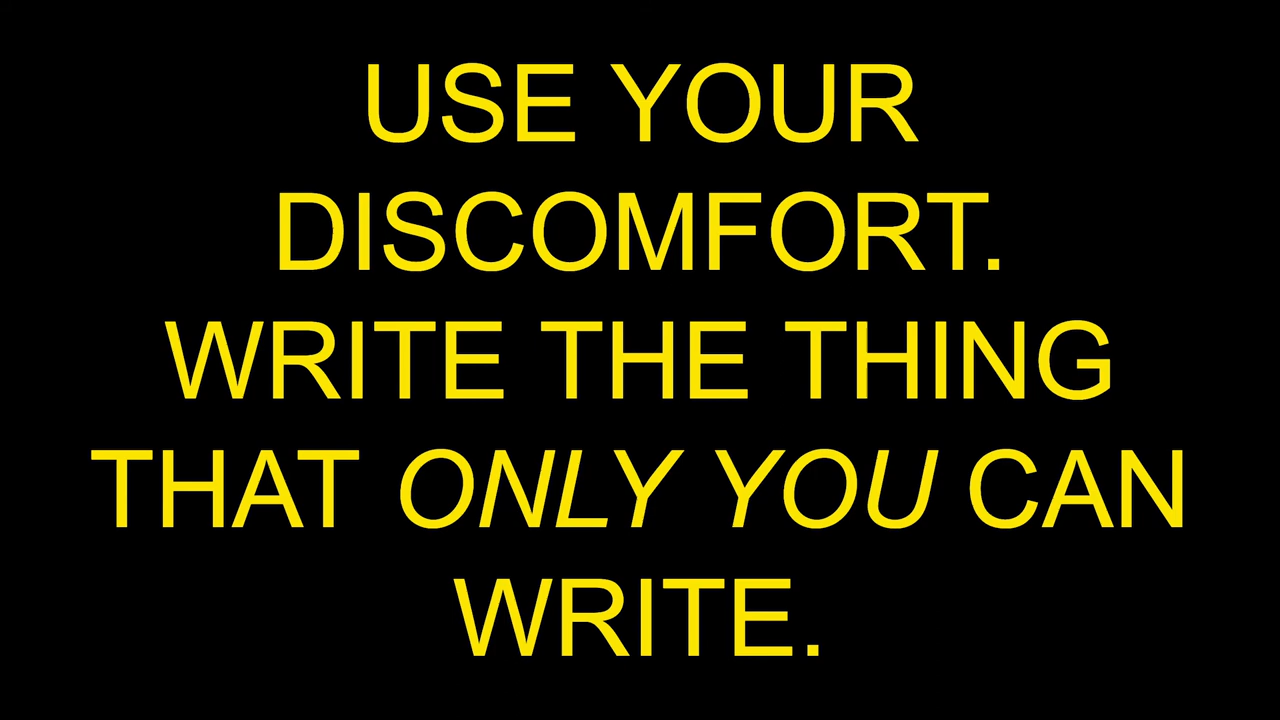 USE YOUR
DISCOMFORT.
WRITE THE THING
THAT ONLY YOU CAN
WRITE.